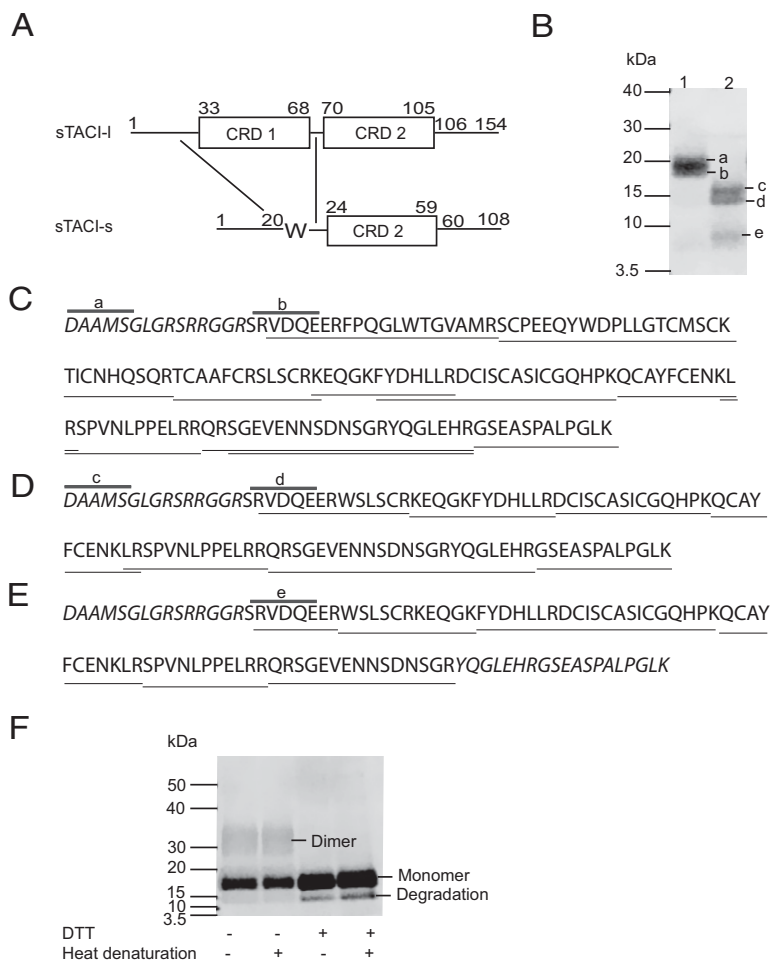 A
sTACI-l 1 33 CRD 1 68 70 CRD 2 105 106 154
sTACI-s 1 20 W 24 CRD 2 59 60 108
B
kDa
1 2
40
30
20 a
b
15 c
d
10
e
3.5
C
a b
DAAMSGLGRSRRGGRSRVDQEERFPQGLWTGVAMRSCPEEQYWDPLLGTCMSCK
TICNHQSQRTCAAFCRSLSCRKEQGKFYDHLLRDCISCASICGQHPKQCAYFCENKL
RSPVNLPPELRRQRSGEVENNSDNSGRYQGLEHRGSEASPALPGLK
D
c d
DAAMSGLGRSRRGGRSRVDQEERWSLSCRKEQGKFYDHLLRDCISCASICGQHPKQCAY
FCENKLRSPVNLPPELRRQRSGEVENNSDNSGRYQGLEHRGSEASPALPGLK
E
e
DAAMSGLGRSRRGGRSRVDQEERWSLSCRKEQGKFYDHLLRDCISCASICGQHPKQCAY
FCENKLRSPVNLPPELRRQRSGEVENNSDNSGRYQGLEHRGSEASPALPGLK
F
kDa
50
40
30 Dimer
20 Monomer
15 Degradation
10
3.5
DTT - - + +
Heat denaturation - + - +